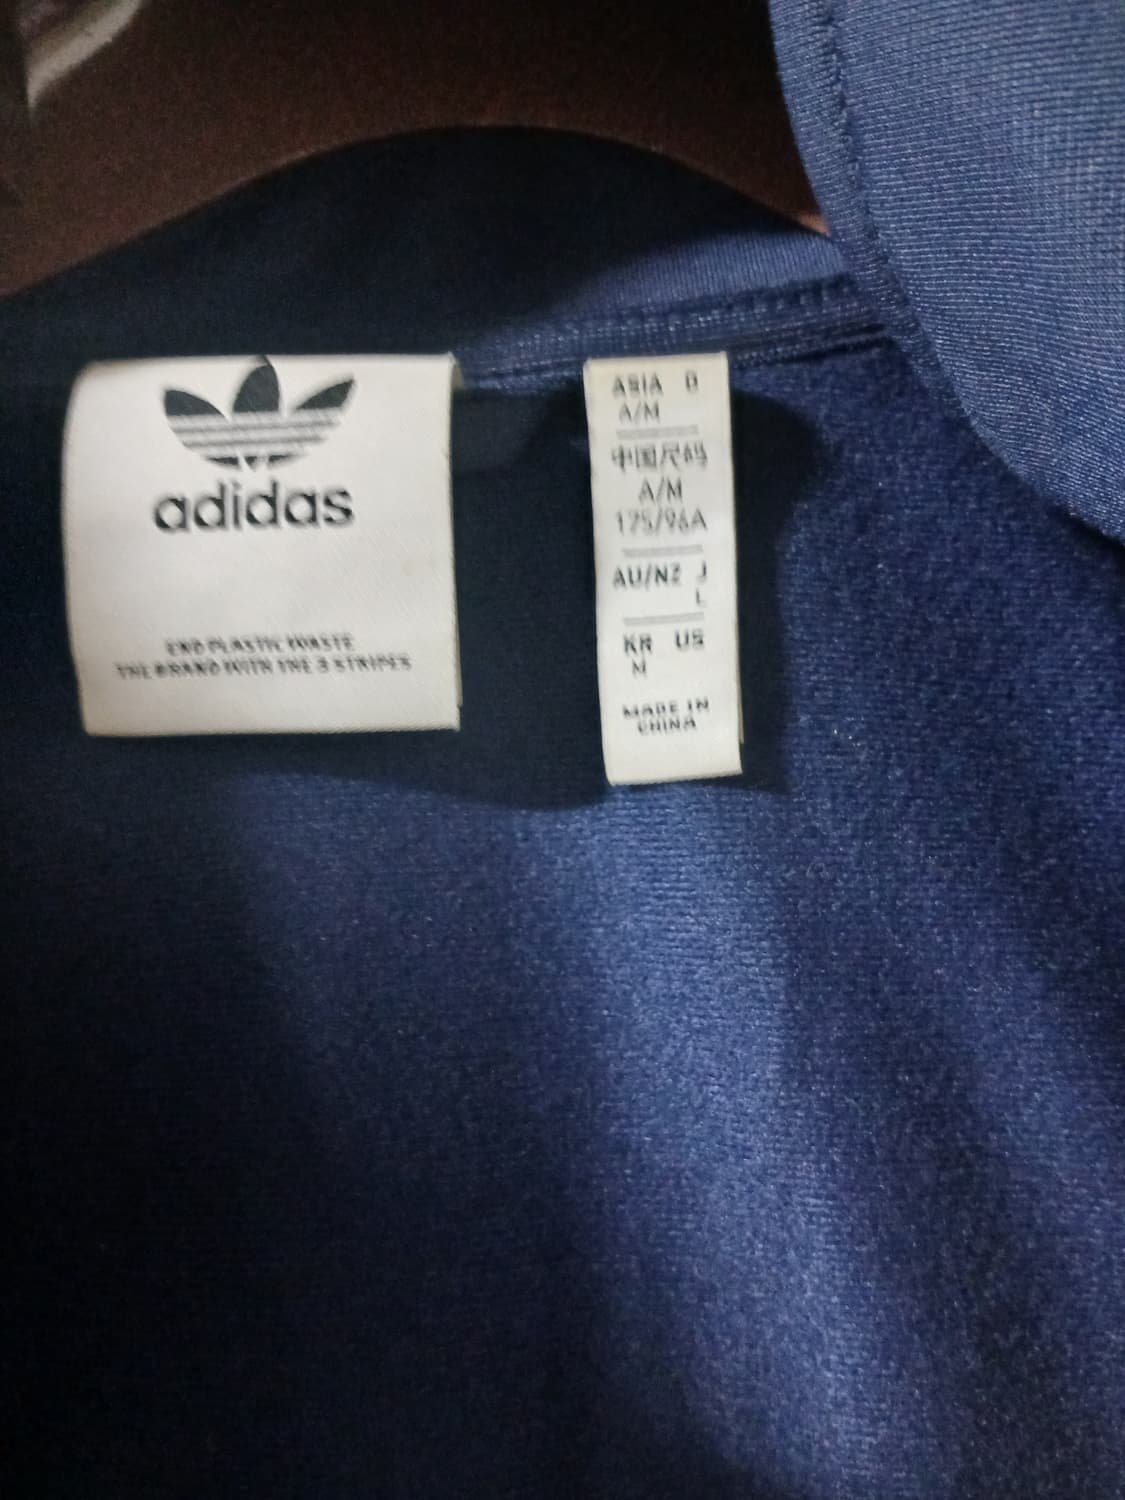 adidas
END PLASTIC WASTE
THE BRAND WITH THE 3 STRIPES
ASIA D
A/M
中国尺码
A/M
175/96A
AU/NZ J
L
KR US
M
MADE IN
CHINA